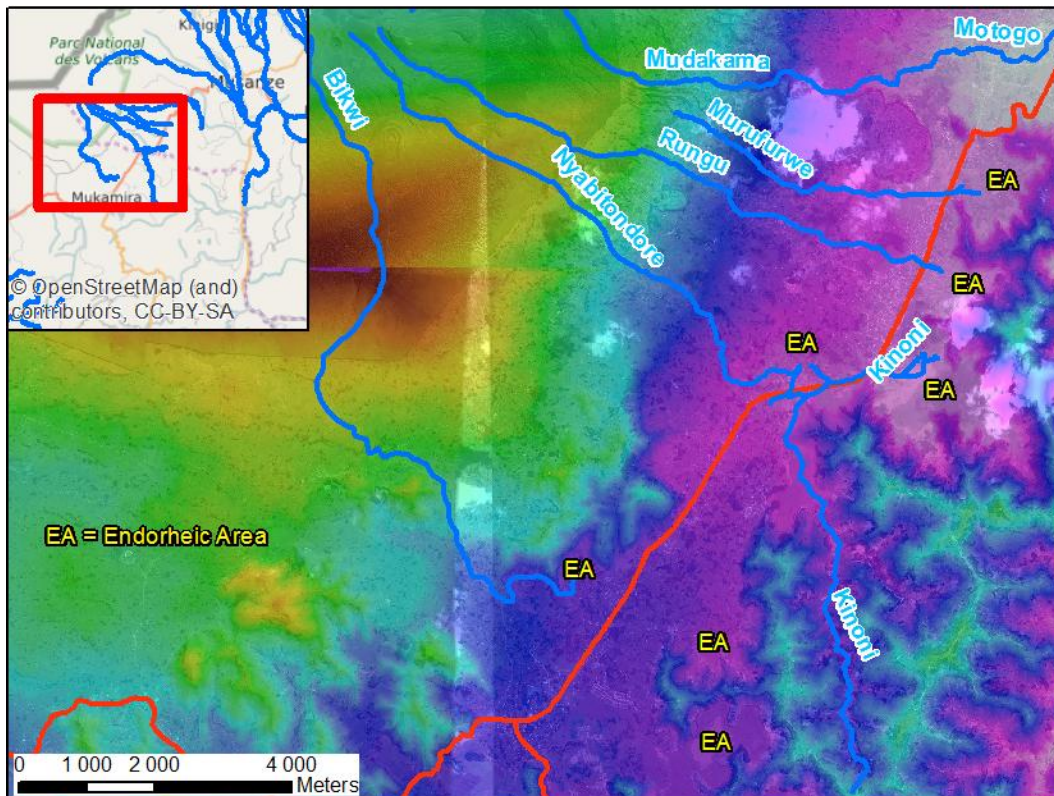 Kinigi
Parc National
des Volcans
Musanze
Mukamira
© OpenStreetMap (and)
contributors, CC-BY-SA
Bikwi
Mudakama
Motogo
Murufurwe
Rungu
Nyabitondore
EA
EA
EA
Kinoni
EA
EA = Endorheic Area
EA
Kinoni
EA
EA
0 1 000 2 000 4 000
Meters